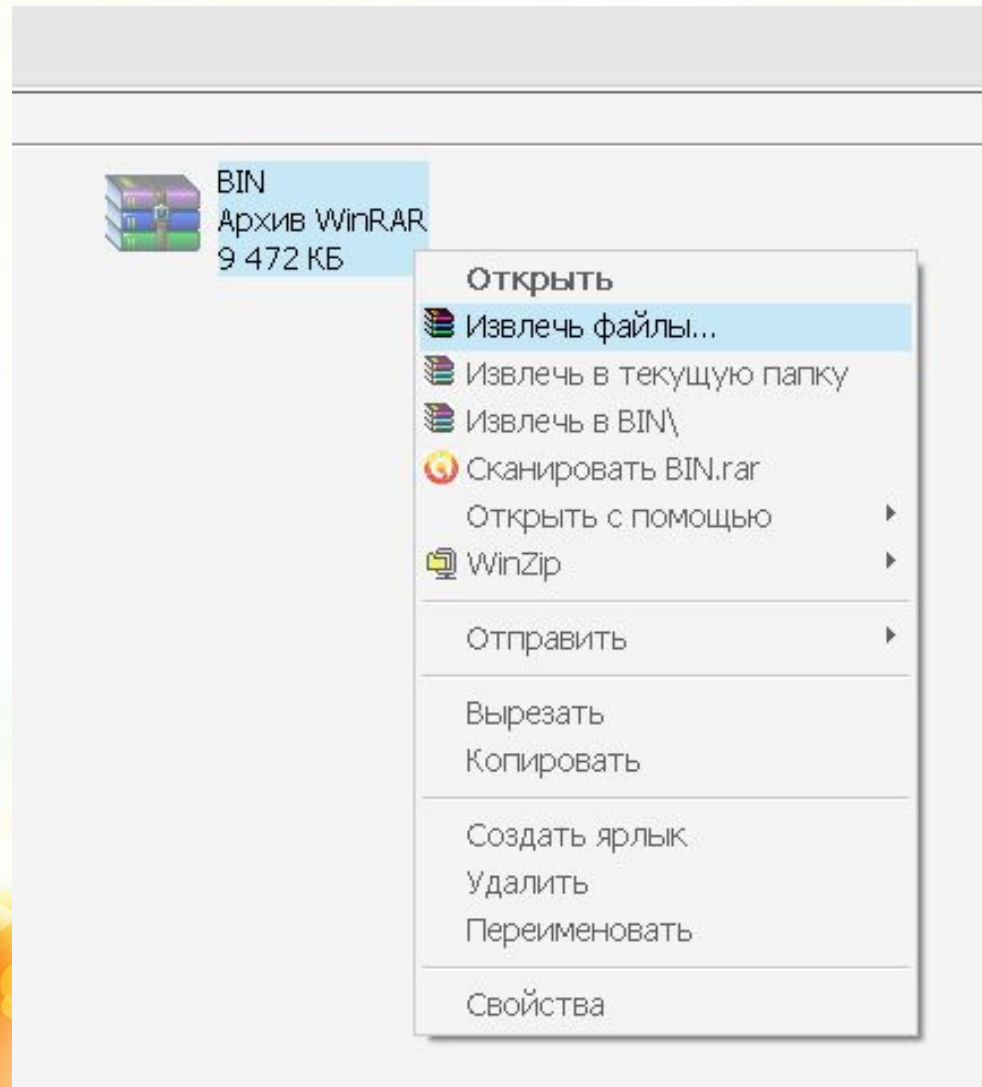 BIN
Архив WinRAR
9 472 КБ
Открыть
Извлечь файлы...
Извлечь в текущую папку
Извлечь в BIN\
Сканировать BIN.rar
Открыть с помощью
WinZip
Отправить
Вырезать
Копировать
Создать ярлык
Удалить
Переименовать
Свойства